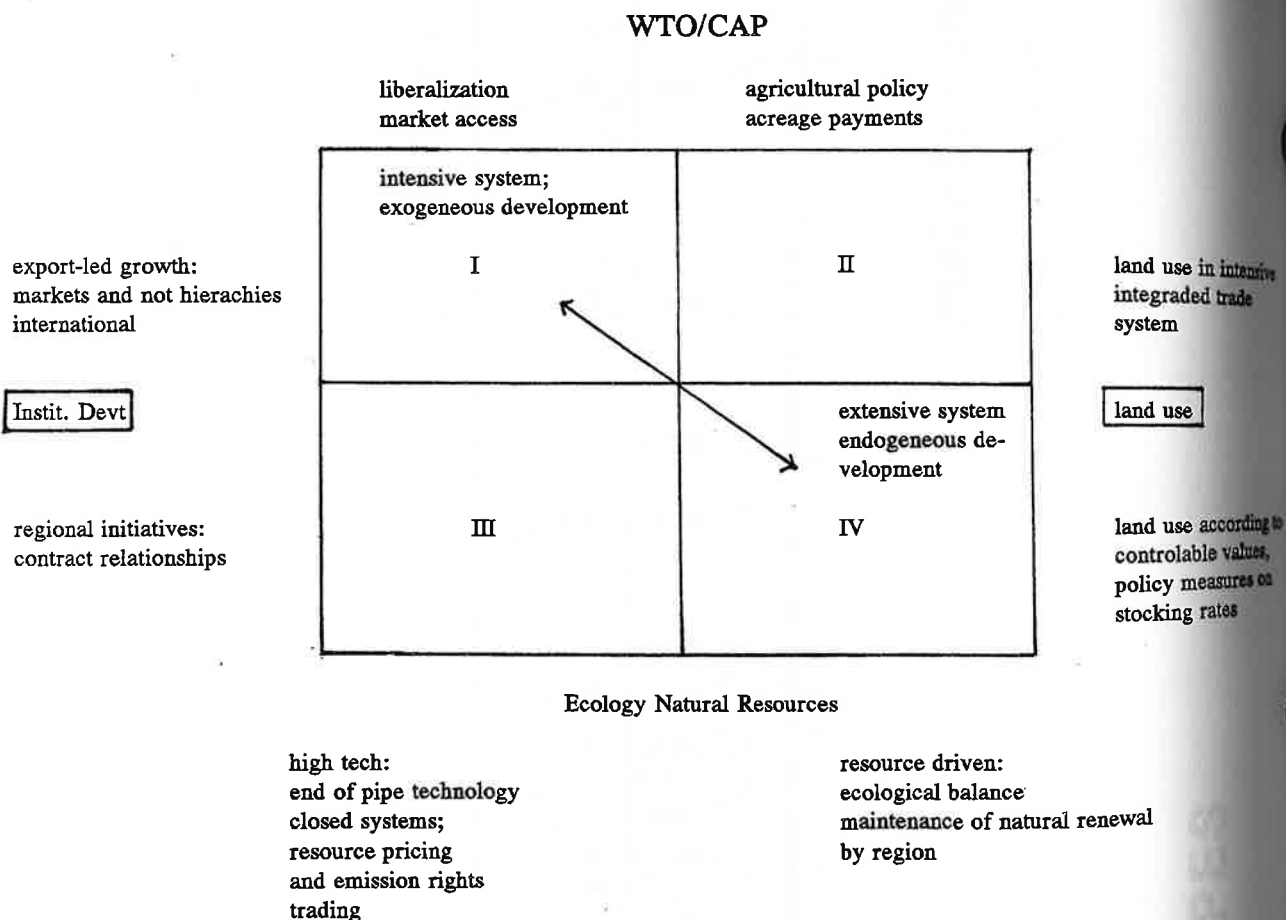 WTO/CAP
liberalization
market access
agricultural policy
acreage payments
intensive system;
exogeneous development
export-led growth:
markets and not hierachies
international
I
II
land use in intensive
integraded trade
system
Instit. Devt
land use
extensive system
endogeneous de-
velopment
regional initiatives:
contract relationships
III
IV
land use according to
controlable values,
policy measures on
stocking rates
Ecology Natural Resources
high tech:
end of pipe technology
closed systems;
resource pricing
and emission rights
trading
resource driven:
ecological balance
maintenance of natural renewal
by region